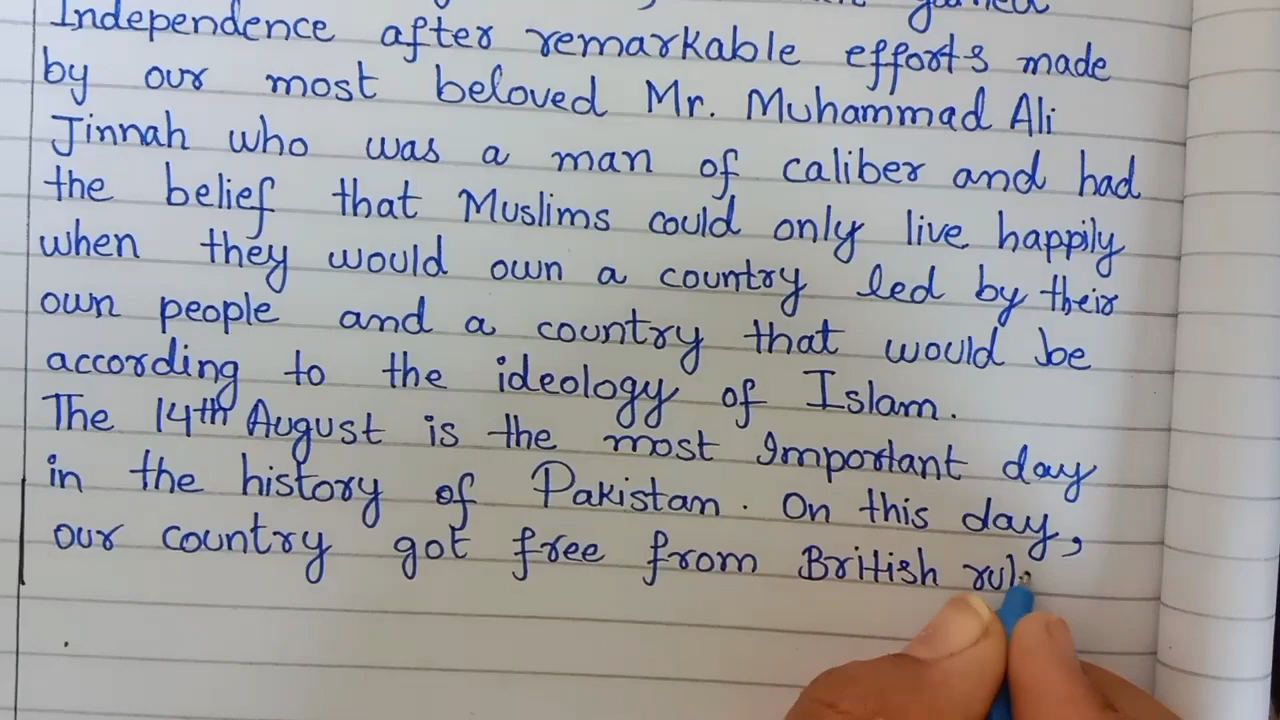 Independence after remarkable efforts made
by our most beloved Mr. Muhammad Ali
Jinnah who was a man of caliber and had
the belief that Muslims could only live happily
when they would own a country led by their
own people and a country that would be
according to the ideology of Islam.
The 14th August is the most Important day
in the history of Pakistan. On this day,
our country got free from British rul